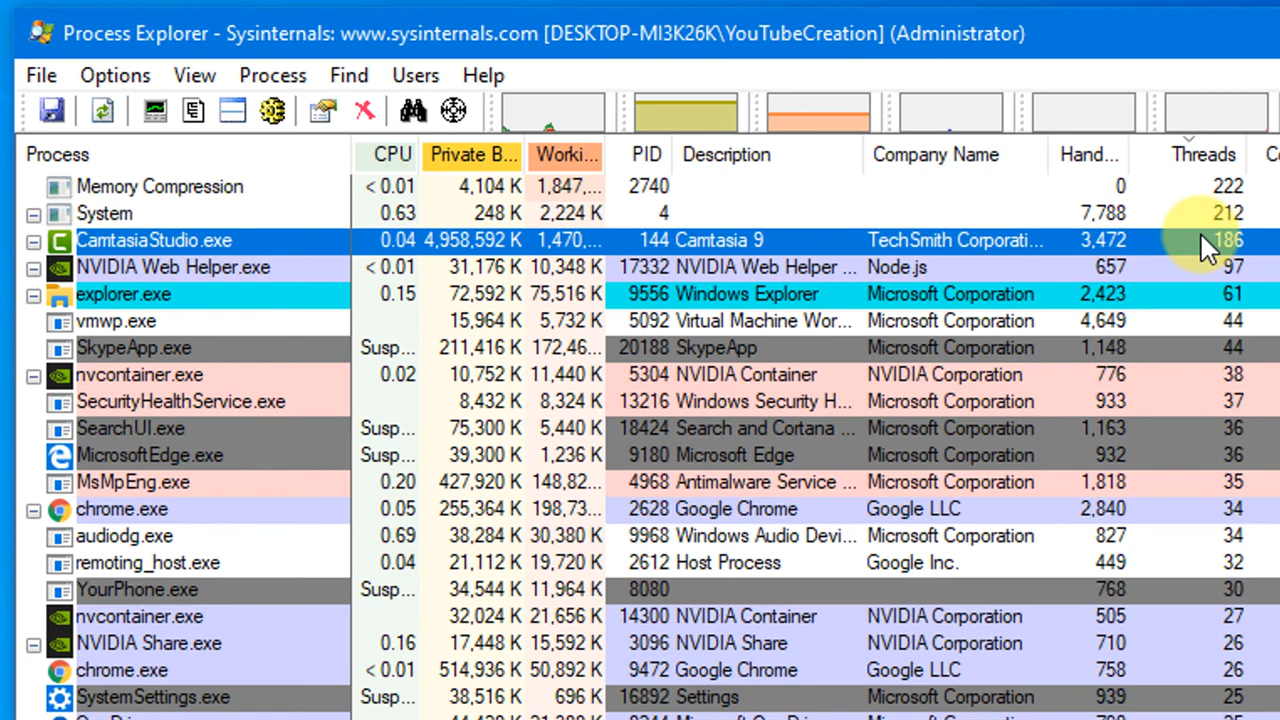 Process Explorer - Sysinternals: www.sysinternals.com [DESKTOP-MI3K26K\YouTubeCreation] (Administrator)
File Options View Process Find Users Help
Process CPU Private B... Worki... PID Description Company Name Hand... Threads
Memory Compression < 0.01 4,104 K 1,847,... 2740 0 222
System 0.63 248 K 2,224 K 4 7,788 212
CamtasiaStudio.exe 0.04 4,958,592 K 1,470,... 144 Camtasia 9 TechSmith Corporati... 3,472 186
NVIDIA Web Helper.exe < 0.01 31,176 K 10,348 K 17332 NVIDIA Web Helper ... Node.js 657 97
explorer.exe 0.15 72,592 K 75,516 K 9556 Windows Explorer Microsoft Corporation 2,423 61
vmwp.exe 15,964 K 5,732 K 5092 Virtual Machine Wor... Microsoft Corporation 4,649 44
SkypeApp.exe Susp... 211,416 K 172,46... 20188 SkypeApp Microsoft Corporation 1,148 44
nvcontainer.exe 0.02 10,752 K 11,440 K 5304 NVIDIA Container NVIDIA Corporation 776 38
SecurityHealthService.exe 8,432 K 8,324 K 13216 Windows Security H... Microsoft Corporation 933 37
SearchUI.exe Susp... 75,300 K 5,440 K 18424 Search and Cortana ... Microsoft Corporation 1,163 36
MicrosoftEdge.exe Susp... 39,300 K 1,236 K 9180 Microsoft Edge Microsoft Corporation 932 36
MsMpEng.exe 0.20 427,920 K 148,82... 4968 Antimalware Service ... Microsoft Corporation 1,818 35
chrome.exe 0.05 255,364 K 198,73... 2628 Google Chrome Google LLC 2,840 34
audiodg.exe 0.69 38,284 K 30,380 K 9968 Windows Audio Devi... Microsoft Corporation 827 34
remoting_host.exe 0.04 21,112 K 19,720 K 2612 Host Process Google Inc. 449 32
YourPhone.exe Susp... 34,544 K 11,964 K 8080 768 30
nvcontainer.exe 32,024 K 21,656 K 14300 NVIDIA Container NVIDIA Corporation 505 27
NVIDIA Share.exe 0.16 17,448 K 15,592 K 3096 NVIDIA Share NVIDIA Corporation 710 26
chrome.exe < 0.01 514,936 K 50,892 K 9472 Google Chrome Google LLC 758 26
SystemSettings.exe Susp... 38,516 K 696 K 16892 Settings Microsoft Corporation 939 25